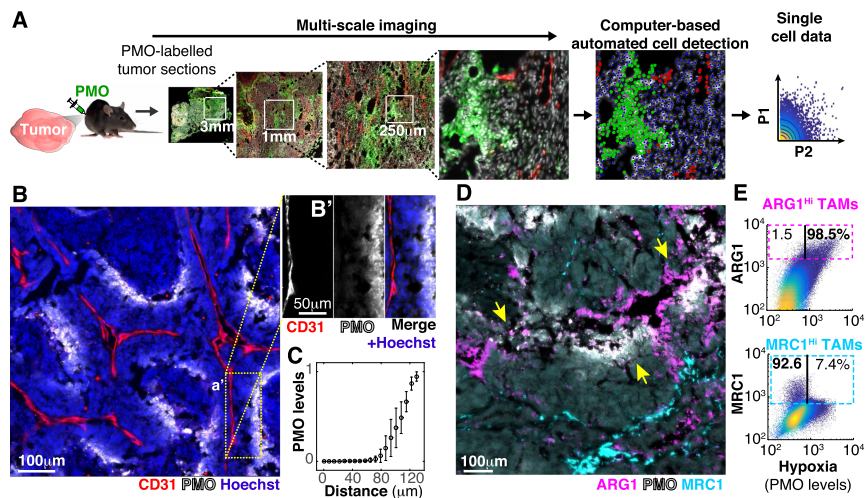 A
Multi-scale imaging
Computer-based
automated cell detection
Single
cell data
PMO-labelled
tumor sections
PMO
Tumor
3mm
1mm
250μm
P1
P2
B
a'
100μm
CD31 PMO Hoechst
B'
50μm
CD31 PMO Merge
+Hoechst
C
PMO levels
1
0
0 40 80 120
Distance (μm)
D
100μm
ARG1 PMO MRC1
E
ARG1Hi TAMs
1.5 98.5%
ARG1
10⁴
10³
10²
10² 10³ 10⁴
MRC1Hi TAMs
92.6 7.4%
MRC1
10⁴
10³
10²
10² 10³ 10⁴
Hypoxia
(PMO levels)